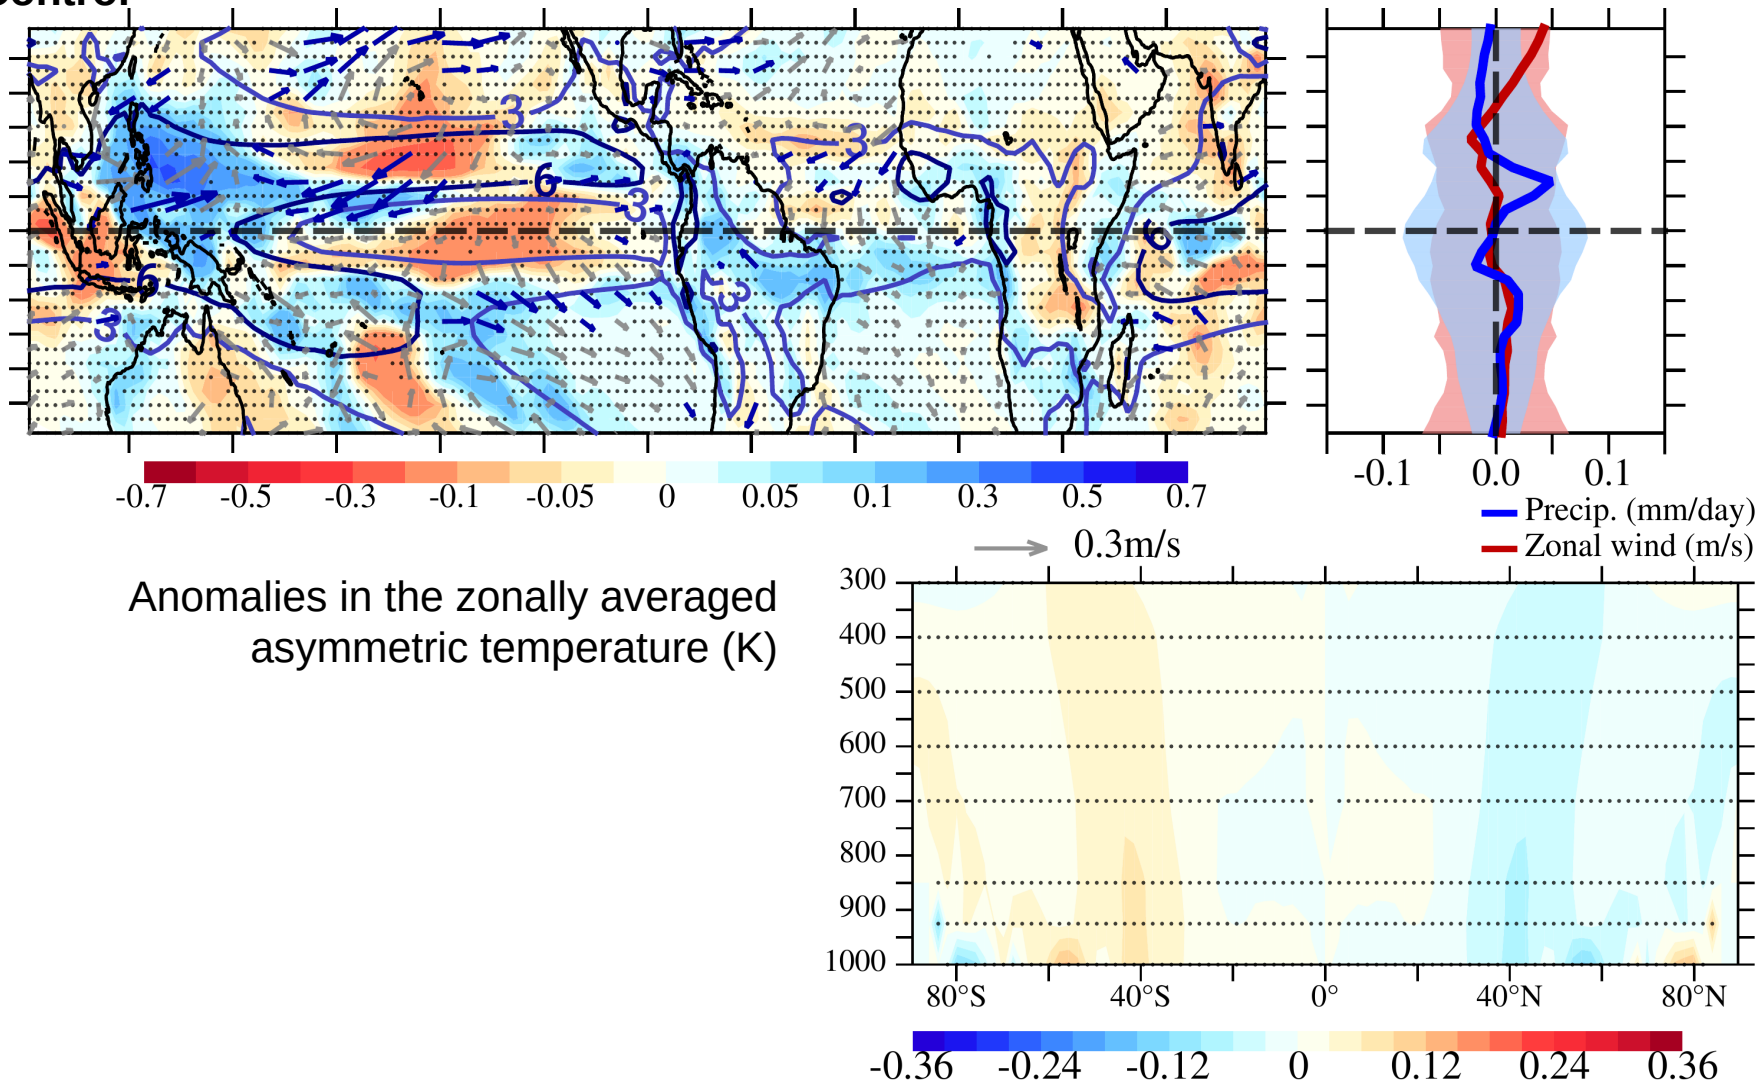 3
3
6
3
6
6
3
3
-0.7 -0.5 -0.3 -0.1 -0.05 0 0.05 0.1 0.3 0.5 0.7
-0.1 0.0 0.1
Precip. (mm/day)
Zonal wind (m/s)
0.3m/s
Anomalies in the zonally averaged
asymmetric temperature (K)
300
400
500
600
700
800
900
1000
80°S 40°S 0° 40°N 80°N
-0.36 -0.24 -0.12 0 0.12 0.24 0.36